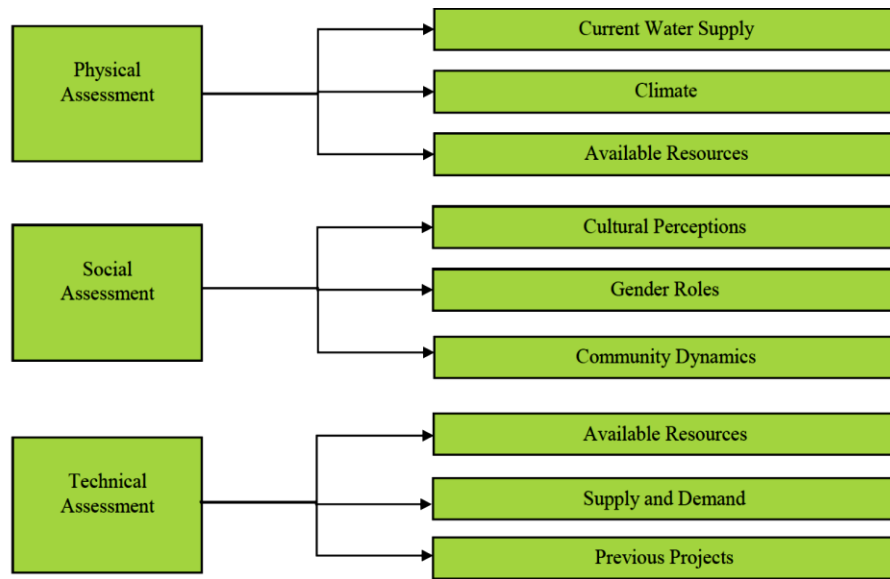 Physical
Assessment
Current Water Supply
Climate
Available Resources
Social
Assessment
Cultural Perceptions
Gender Roles
Community Dynamics
Technical
Assessment
Available Resources
Supply and Demand
Previous Projects